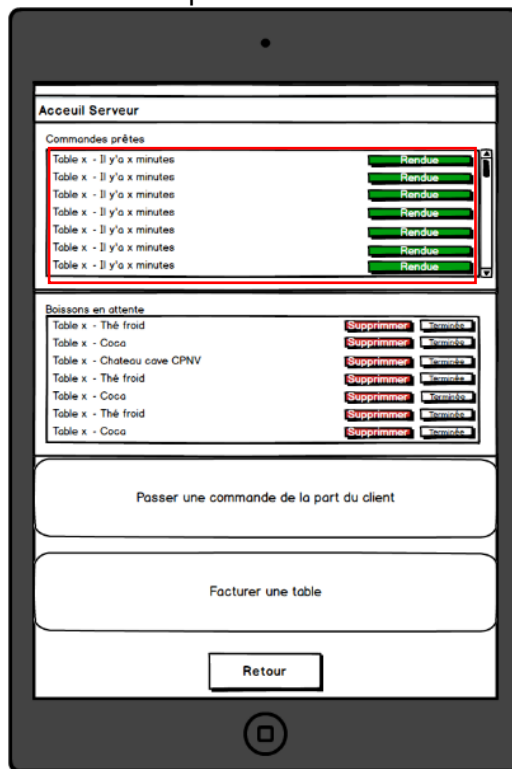 Acceuil Serveur
Commandes prêtes
Table x - Il y'a x minutes Rendue
Table x - Il y'a x minutes Rendue
Table x - Il y'a x minutes Rendue
Table x - Il y'a x minutes Rendue
Table x - Il y'a x minutes Rendue
Table x - Il y'a x minutes Rendue
Table x - Il y'a x minutes Rendue
Boissons en attente
Table x - Thé froid Supprimer Terminée
Table x - Coca Supprimer Terminée
Table x - Chateau cave CPNV Supprimer Terminée
Table x - Thé froid Supprimer Terminée
Table x - Coca Supprimer Terminée
Table x - Thé froid Supprimer Terminée
Table x - Coca Supprimer Terminée
Passer une commande de la part du client
Facturer une table
Retour